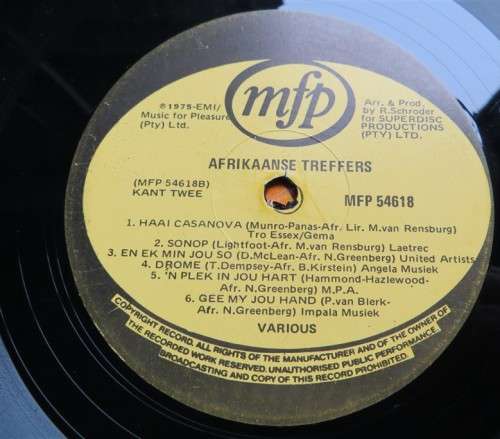 mfp
℗1975-EMI/
Music for Pleasure
(Pty) Ltd.
Arr. & Prod.
by R.Schroder
for SUPERDISC
PRODUCTIONS
(PTY) LTD.
AFRIKAANSE TREFFERS
(MFP 54618B)
KANT TWEE
MFP 54618
1. HAAI CASANOVA (Munro-Panas-Afr. Lir. M.van Rensburg)
Tro Essex/Gema
2. SONOP (Lightfoot-Afr. M.van Rensburg) Laetrec
3. EN EK MIN JOU SO (D.McLean-Afr. N.Greenberg) United Artists
4. DROME (T.Dempsey-Afr. B.Kirstein) Angela Musiek
5. 'N PLEK IN JOU HART (Hammond-Hazlewood-
Afr. N.Greenberg) M.P.A.
6. GEE MY JOU HAND (P.van Blerk-
Afr. N.Greenberg) Impala Musiek
VARIOUS
COPYRIGHT RECORD. ALL RIGHTS OF THE MANUFACTURER AND OF THE OWNER OF
THE RECORDED WORK RESERVED. UNAUTHORISED PUBLIC PERFORMANCE.
BROADCASTING AND COPY OF THIS RECORD PROHIBITED.